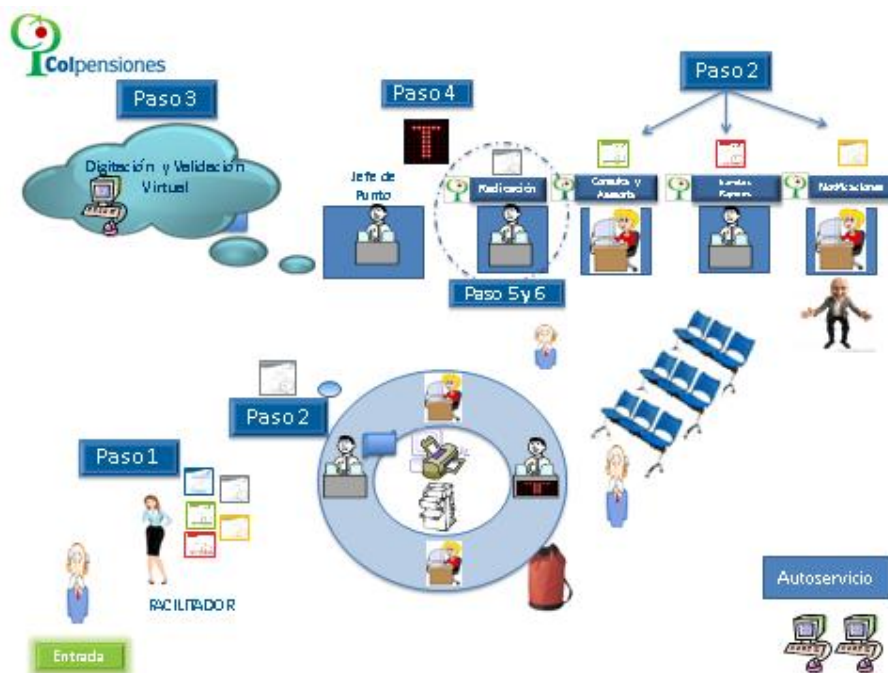 Colpensiones
Paso 3
Paso 4
Paso 2
Digitación y Validación
Virtual
Jefe de
Punto
Radicación
Consulta y
Asesoría
Notificaciones
Paso 5 y 6
Paso 2
Paso 1
FACILITADOR
Entrada
Autoservicio